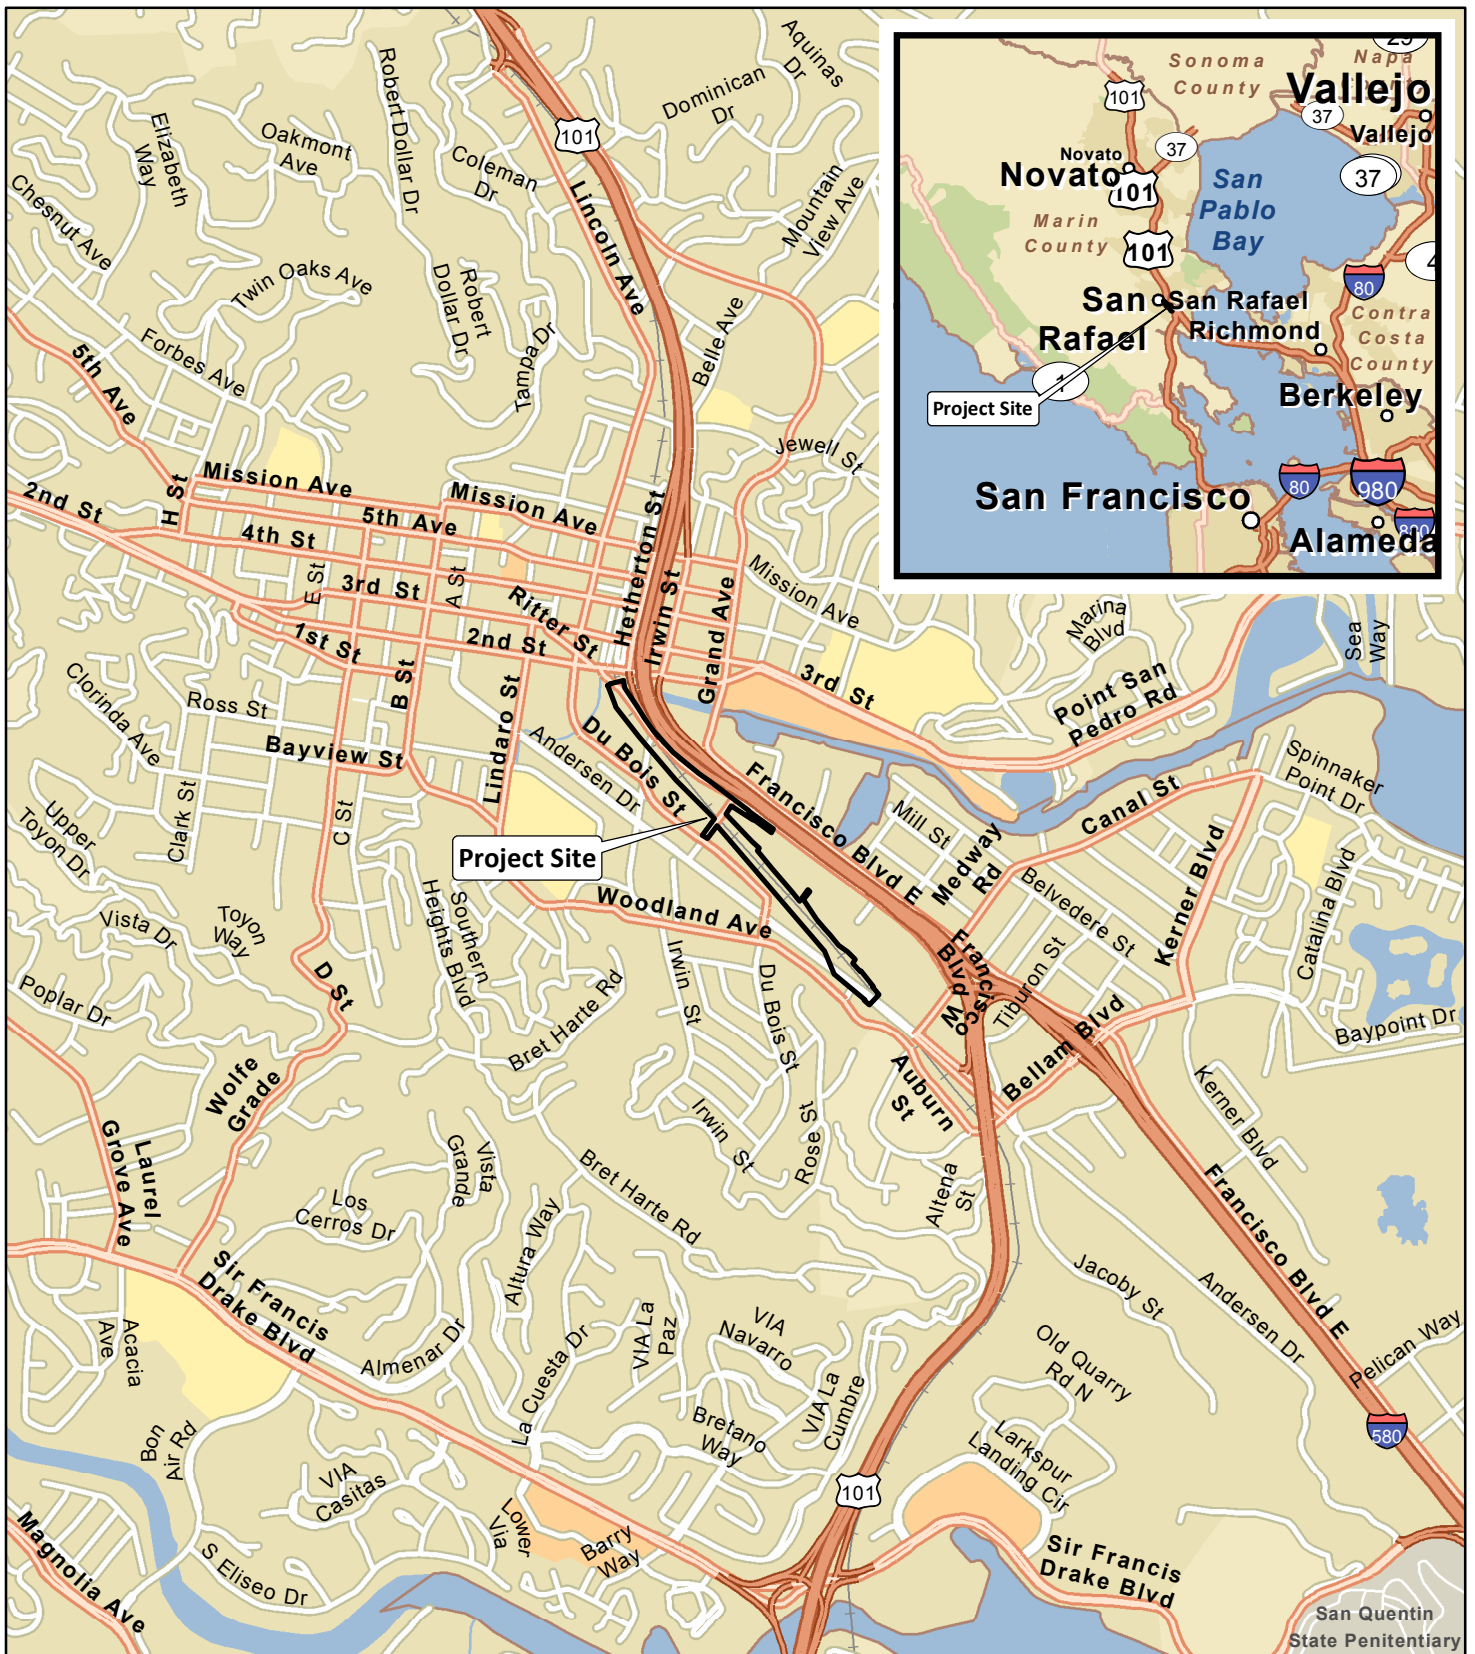 Aquinas
Dr
Dominican
Dr
101
Robert Dollar Dr
Oakmont
Ave
Elizabeth
Way
Coleman
Dr
Chesnut Ave
Lincoln Ave
Mountain
View Ave
Twin Oaks Ave
Robert
Dollar Dr
Tampa Dr
Forbes Ave
5th Ave
Belle Ave
Jewell St
Mission Ave
Mission Ave
2nd St
H St
5th Ave
4th St
Hetherton St
Irwin St
Mission Ave
E St
3rd St
A St
Ritter St
Grand Ave
1st St
2nd St
3rd St
Marina
Blvd
Sea
Way
Point San
Pedro Rd
B St
Clorinda Ave
Ross St
Bayview St
Lindaro St
Andersen Dr
Du Bois St
Francisco Blvd E
Canal St
Spinnaker
Point Dr
Mill St
Medway
Rd
Upper
Toyon Dr
Clark St
C St
Project Site
Kerner Blvd
Catalina Blvd
Belvedere St
Woodland Ave
Southern
Heights Blvd
Toyon
Way
Vista Dr
Irwin St
Du Bois St
Francisco
Blvd W
Tiburon St
Poplar Dr
D St
Bret Harte Rd
Bellam Blvd
Baypoint Dr
Wolfe
Grade
Auburn
St
Kerner Blvd
Laurel
Grove Ave
Irwin St
Rose St
Vista
Grande
Bret Harte Rd
Altena
St
Los
Cerros Dr
Altura Way
Sir Francis
Drake Blvd
Jacoby St
Andersen Dr
Francisco Blvd E
Acacia
Ave
Almenar Dr
La Cuesta Dr
VIA La
Paz
VIA
Navarro
Old Quarry
Rd N
Pelican Way
VIA La
Cumbre
Bretano
Way
Bon
Air Rd
Larkspur
Landing Cir
580
VIA
Casitas
101
Lower
Via
Barry
Way
Magnolia Ave
S Eliseo Dr
Sir Francis
Drake Blvd
San Quentin
State Penitentiary
29
Sonoma
County
Napa
101
Vallejo
37
Vallejo
37
Novato
Novato
101
37
San
Pablo
Bay
Marin
County
101
80
4
San
Rafael
San Rafael
Richmond
Contra
Costa
County
1
Project Site
Berkeley
80
980
San Francisco
Alameda